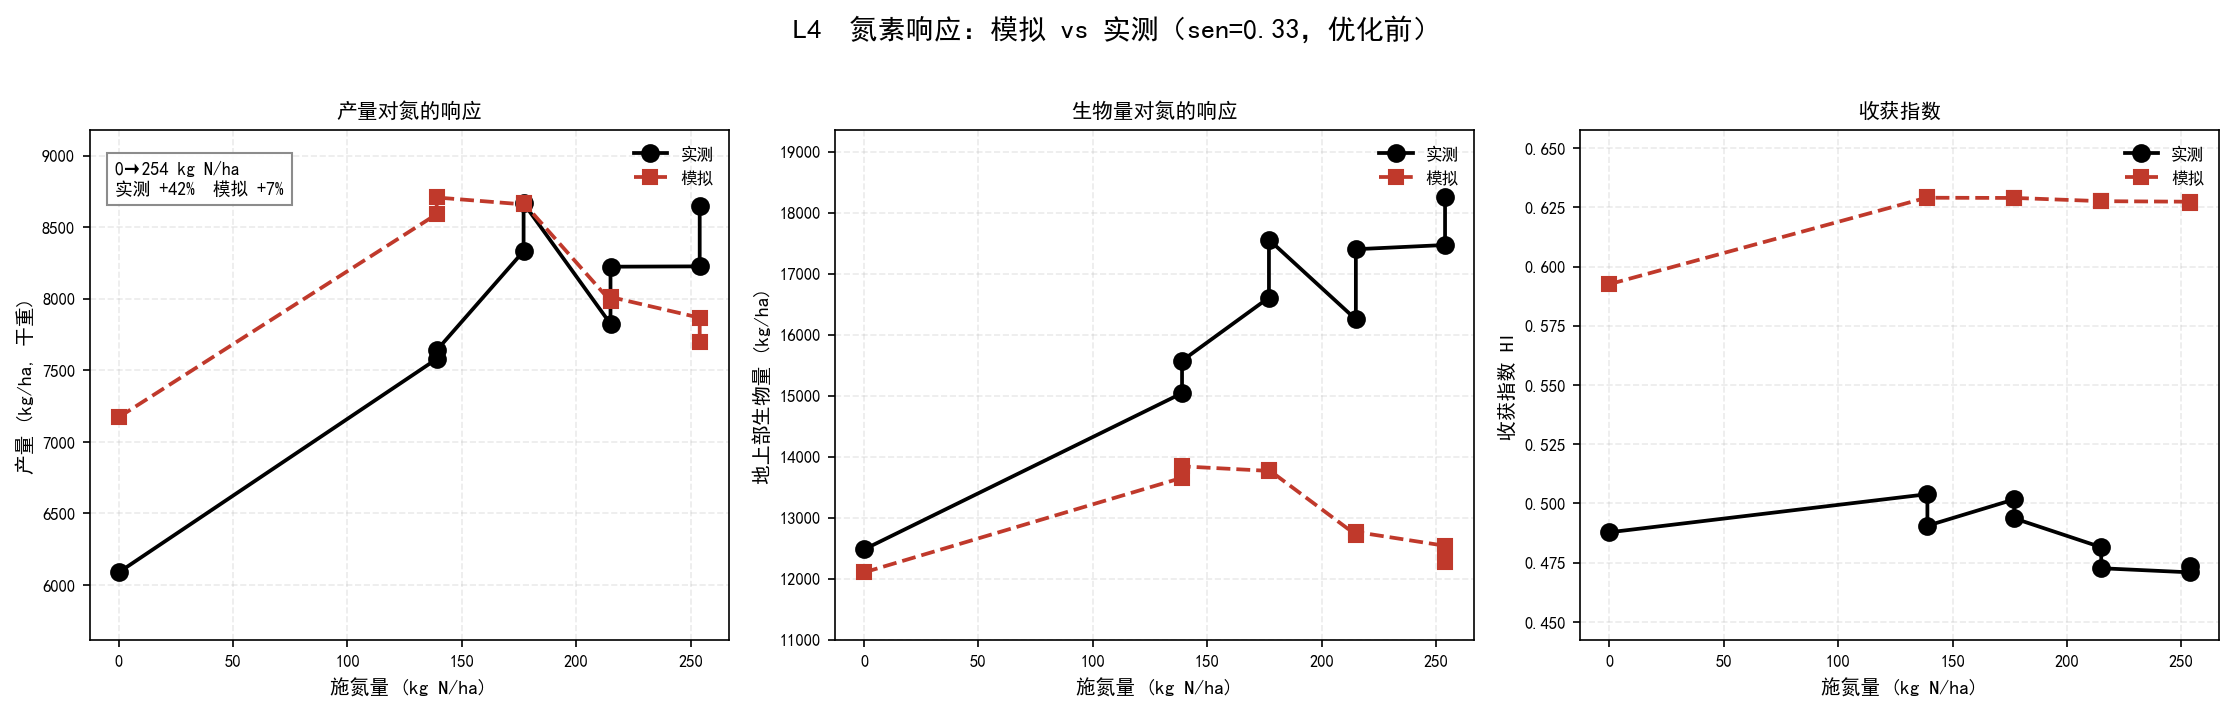 L4  氮素响应：模拟 vs 实测（sen=0.33，优化前）
产量对氮的响应
0→254 kg N/ha
实测 +42%  模拟 +7%
实测
模拟
9000
8500
8000
7500
7000
6500
6000
产量 (kg/ha, 干重)
0
50
100
150
200
250
施氮量 (kg N/ha)
生物量对氮的响应
实测
模拟
19000
18000
17000
16000
15000
14000
13000
12000
11000
地上部生物量 (kg/ha)
0
50
100
150
200
250
施氮量 (kg N/ha)
收获指数
实测
模拟
0.650
0.625
0.600
0.575
0.550
0.525
0.500
0.475
0.450
收获指数 HI
0
50
100
150
200
250
施氮量 (kg N/ha)